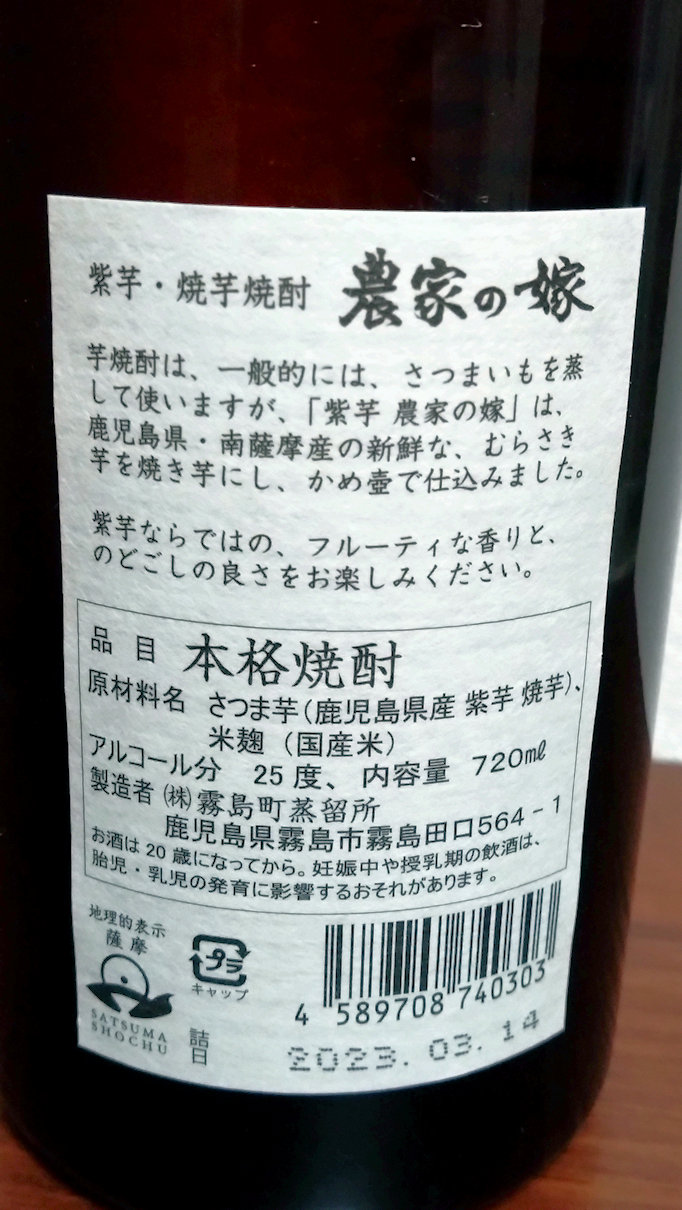 紫芋・焼芋焼酎 農家の嫁
芋焼酎は、一般的には、さつまいもを蒸
して使いますが、「紫芋 農家の嫁」は、
鹿児島県・南薩摩産の新鮮な、むらさき
芋を焼き芋にし、かめ壺で仕込みました。
紫芋ならではの、フルーティな香りと、
のどごしの良さをお楽しみください。
品目 本格焼酎
原材料名 さつま芋(鹿児島県産 紫芋 焼芋)、
米麹(国産米)
アルコール分 25度、内容量 720ml
製造者 ㈱霧島町蒸留所
鹿児島県霧島市霧島田口564-1
お酒は20歳になってから。妊娠中や授乳期の飲酒は、
胎児・乳児の発育に影響するおそれがあります。
地理的表示
薩摩
SATSUMA
SHOCHU
プラ
キャップ
4 589708 740303
詰日
2023.03.14